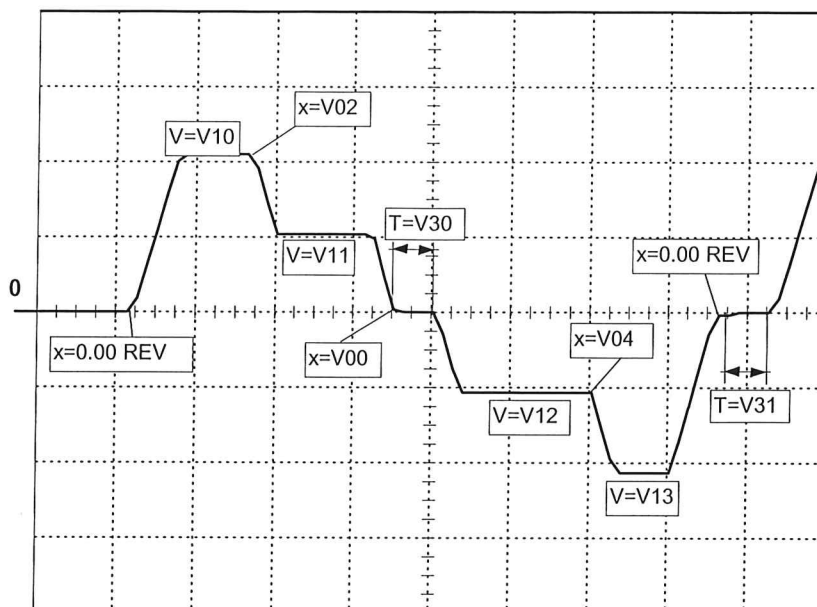 x=V02
V=V10
T=V30
V=V11
x=0.00 REV
0
x=0.00 REV
x=V00
x=V04
T=V31
V=V12
V=V13